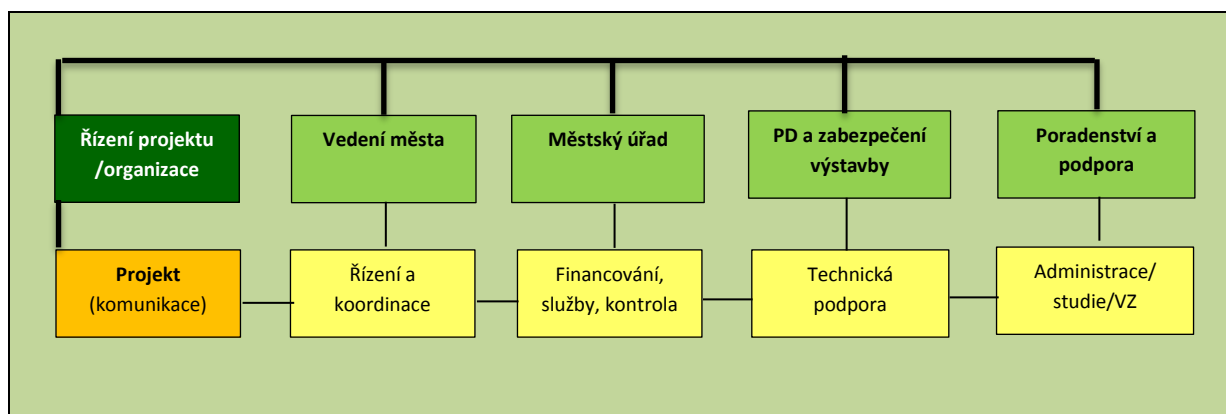 Řízení projektu
/organizace
Vedení města
Městský úřad
PD a zabezpečení
výstavby
Poradenství a
podpora
Projekt
(komunikace)
Řízení a
koordinace
Financování,
služby, kontrola
Technická
podpora
Administrace/
studie/VZ